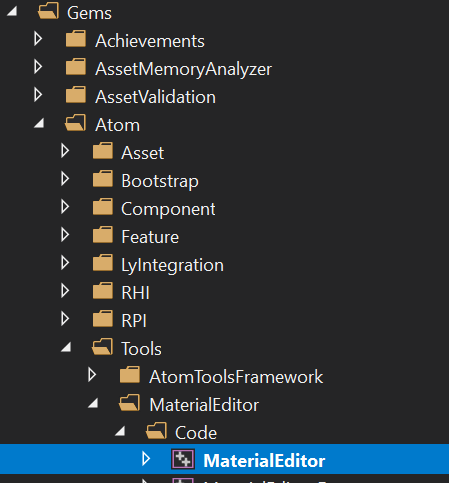 Gems
Achievements
AssetMemoryAnalyzer
AssetValidation
Atom
Asset
Bootstrap
Component
Feature
LyIntegration
RHI
RPI
Tools
AtomToolsFramework
MaterialEditor
Code
MaterialEditor